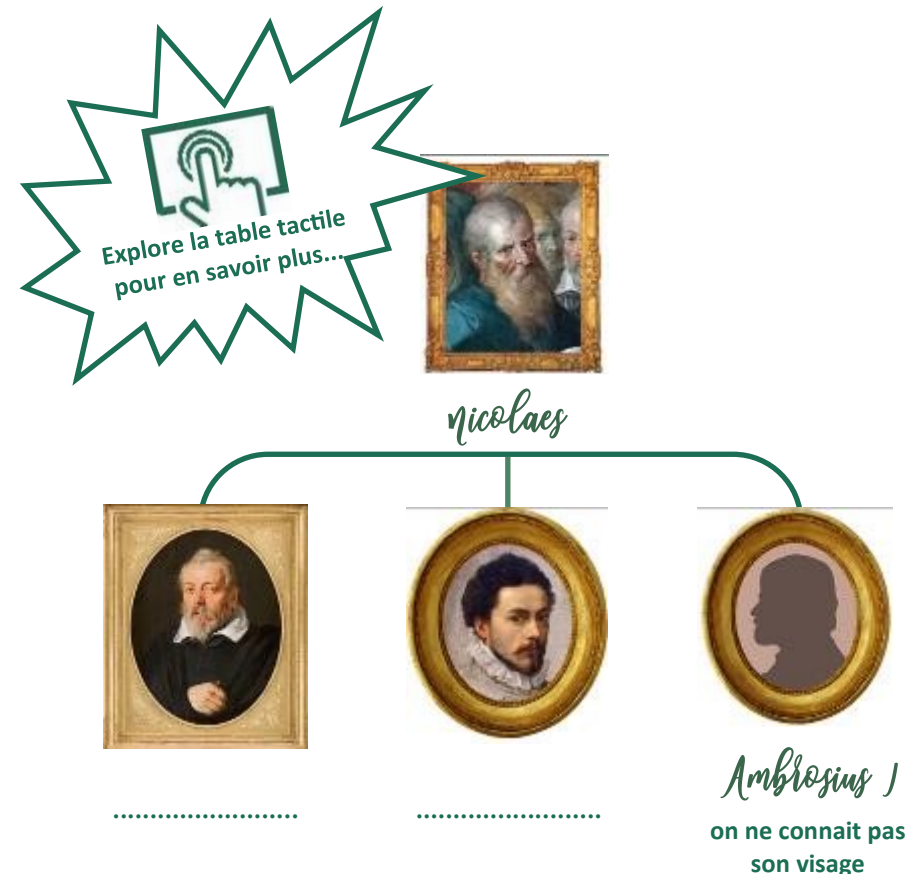 Explore la table tactile
pour en savoir plus...
nicolaes
........................
........................
Ambrosius I
on ne connait pas
son visage